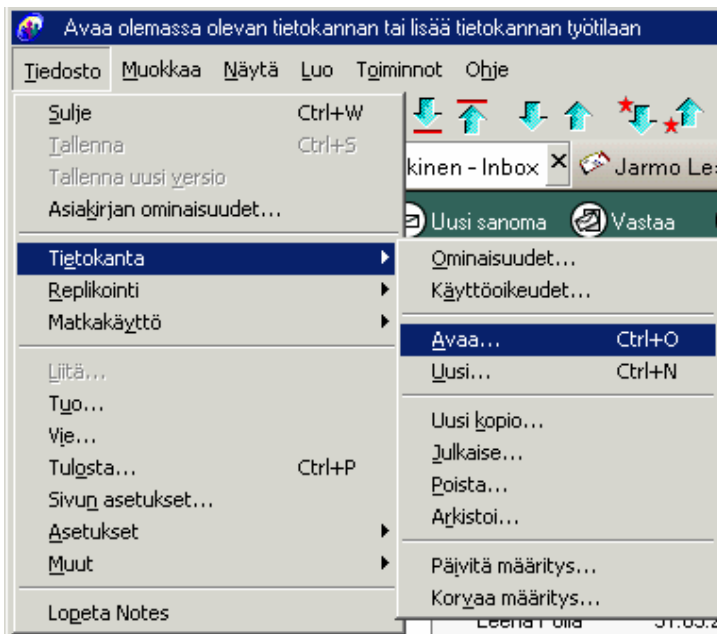 Avaa olemassa olevan tietokannan tai lisää tietokannan työtilaan
Tiedosto Muokkaa Näytä Luo Toiminnot Ohje
Sulje Ctrl+W
Tallenna Ctrl+S
Tallenna uusi versio
Asiakirjan ominaisuudet...
Tietokanta
Replikointi
Matkakäyttö
Liitä...
Tuo...
Vie...
Tulosta... Ctrl+P
Sivun asetukset...
Asetukset
Muut
Lopeta Notes
kinen - Inbox Jarmo Le
Uusi sanoma Vastaa
Ominaisuudet...
Käyttöoikeudet...
Avaa... Ctrl+O
Uusi... Ctrl+N
Uusi kopio...
Julkaise...
Poista...
Arkistoi...
Päivitä määritys...
Korvaa määritys...